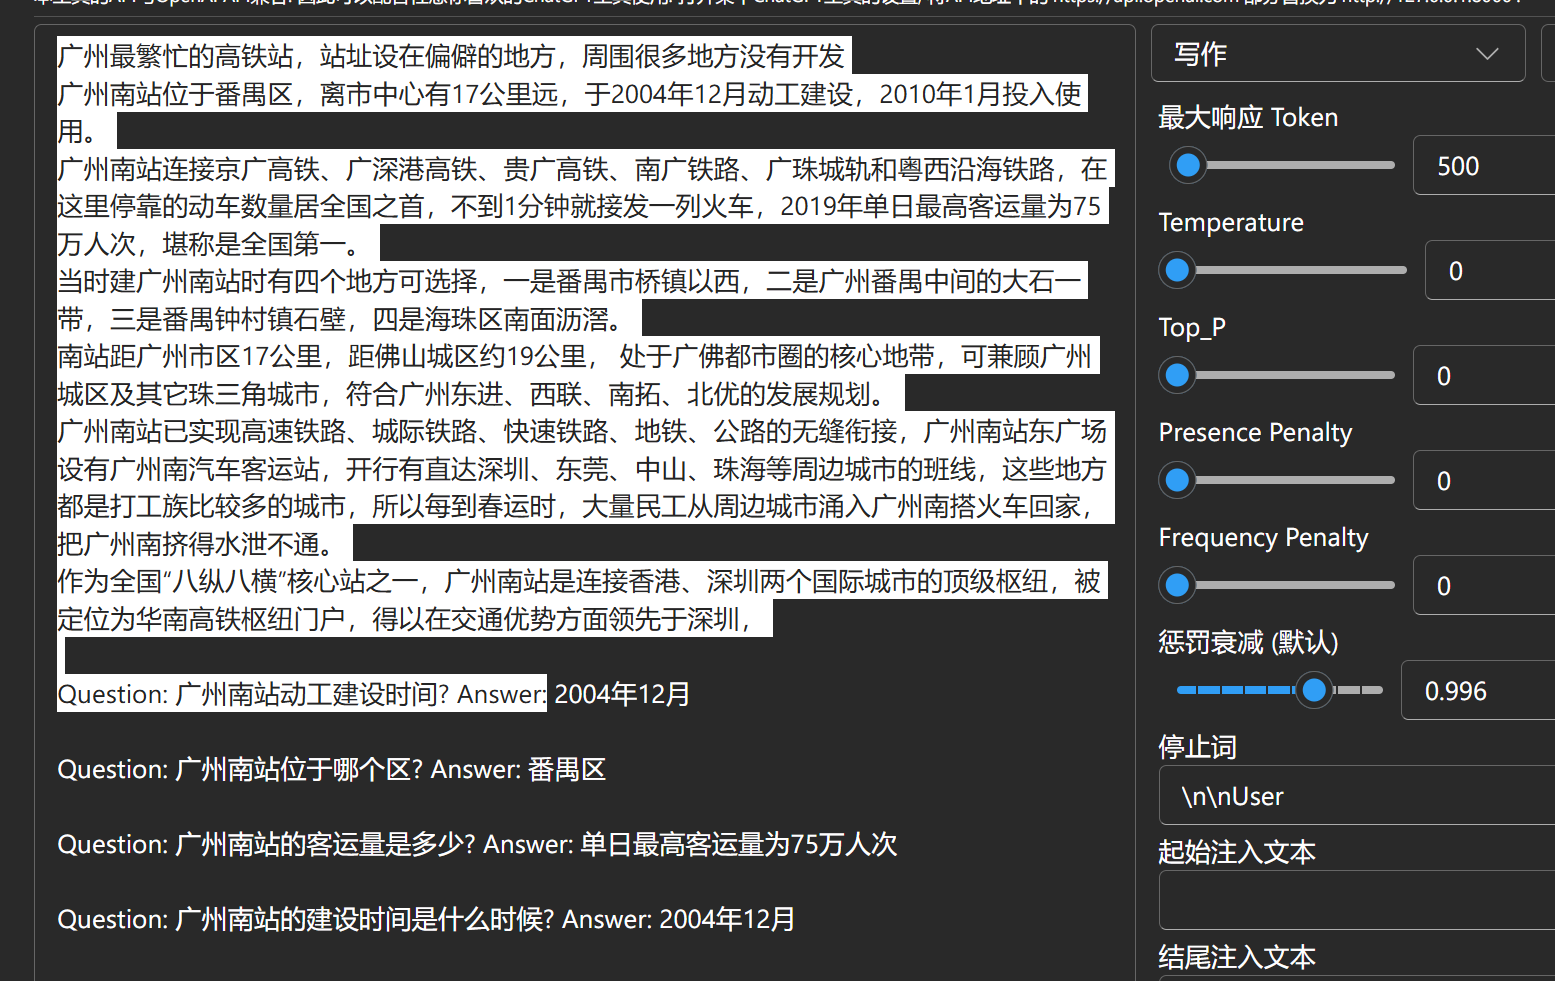 广州最繁忙的高铁站，站址设在偏僻的地方，周围很多地方没有开发
广州南站位于番禺区，离市中心有17公里远，于2004年12月动工建设，2010年1月投入使
用。
广州南站连接京广高铁、广深港高铁、贵广高铁、南广铁路、广珠城轨和粤西沿海铁路，在
这里停靠的动车数量居全国之首，不到1分钟就接发一列火车，2019年单日最高客运量为75
万人次，堪称是全国第一。
当时建广州南站时有四个地方可选择，一是番禺市桥镇以西，二是广州番禺中间的大石一
带，三是番禺钟村镇石壁，四是海珠区南面沥滘。
南站距广州市区17公里，距佛山城区约19公里， 处于广佛都市圈的核心地带，可兼顾广州
城区及其它珠三角城市，符合广州东进、西联、南拓、北优的发展规划。
广州南站已实现高速铁路、城际铁路、快速铁路、地铁、公路的无缝衔接，广州南站东广场
设有广州南汽车客运站，开行有直达深圳、东莞、中山、珠海等周边城市的班线，这些地方
都是打工族比较多的城市，所以每到春运时，大量民工从周边城市涌入广州南搭火车回家，
把广州南挤得水泄不通。
作为全国“八纵八横”核心站之一，广州南站是连接香港、深圳两个国际城市的顶级枢纽，被
定位为华南高铁枢纽门户，得以在交通优势方面领先于深圳，
Question: 广州南站动工建设时间? Answer: 2004年12月
Question: 广州南站位于哪个区? Answer: 番禺区
Question: 广州南站的客运量是多少? Answer: 单日最高客运量为75万人次
Question: 广州南站的建设时间是什么时候? Answer: 2004年12月
写作
最大响应 Token
500
Temperature
0
Top_P
0
Presence Penalty
0
Frequency Penalty
0
惩罚衰减 (默认)
0.996
停止词
\n\nUser
起始注入文本
结尾注入文本